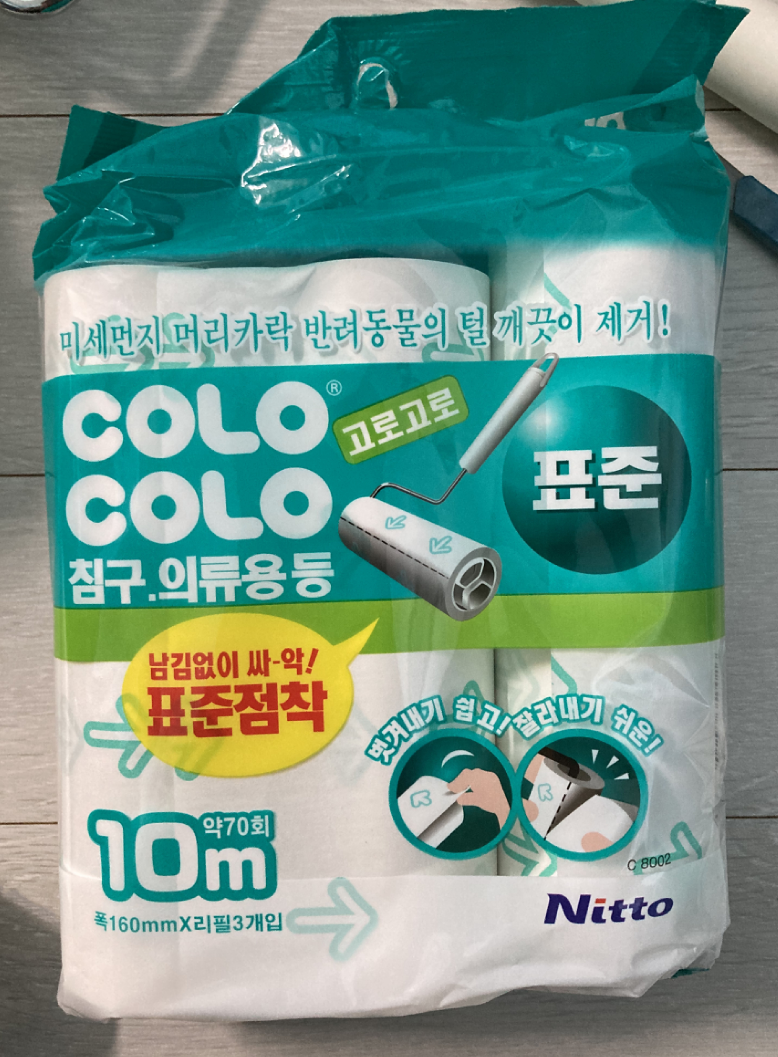 미세먼지 머리카락 반려동물의 털 깨끗이 제거!
COLO®
COLO
고로고로
표준
침구.의류용 등
남김없이 싸-악!
표준점착
벗겨내기 쉽고! 잘라내기 쉬운!
10m
약70회
폭160mmX리필3개입
C 8002
Nitto